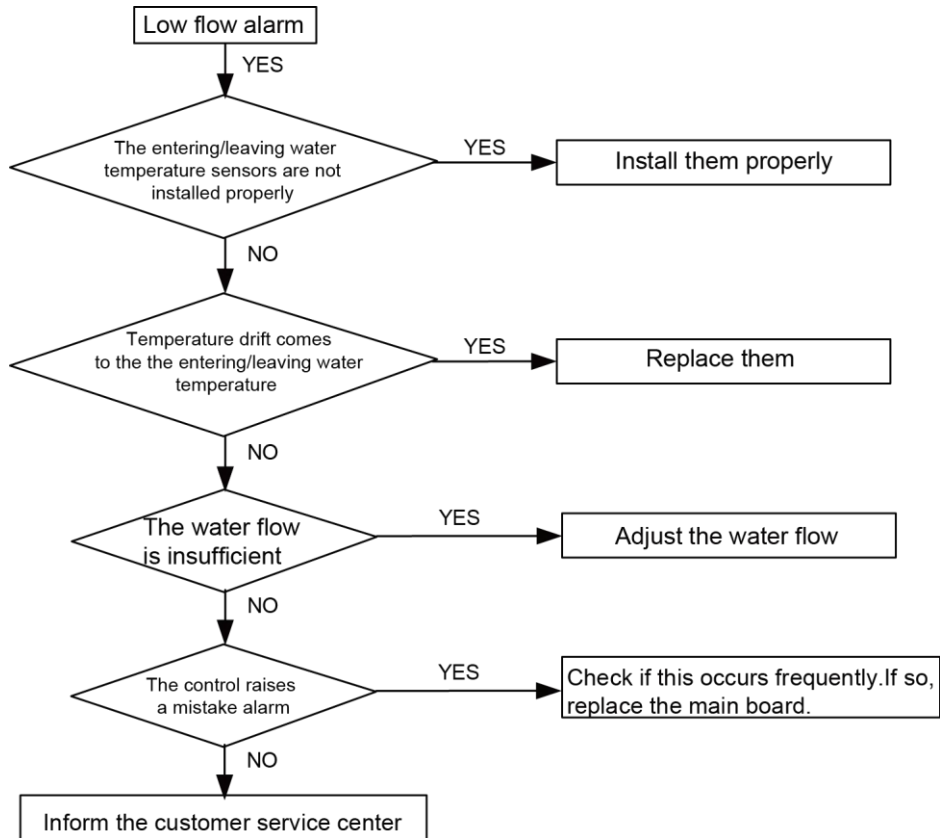 Low flow alarm
YES
The entering/leaving water
temperature sensors are not
installed properly
YES
Install them properly
NO
Temperature drift comes
to the the entering/leaving water
temperature
YES
Replace them
NO
The water flow
is insufficient
YES
Adjust the water flow
NO
The control raises
a mistake alarm
YES
Check if this occurs frequently.If so,
replace the main board.
NO
Inform the customer service center